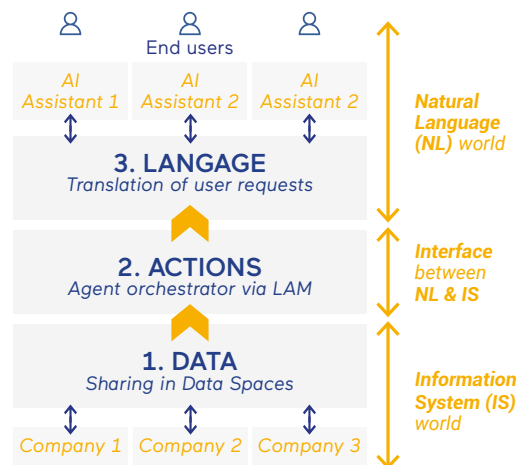 End users
AI
Assistant 1
AI
Assistant 2
AI
Assistant 2
3. LANGAGE
Translation of user requests
Natural
Language
(NL) world
2. ACTIONS
Agent orchestrator via LAM
Interface
between
NL & IS
1. DATA
Sharing in Data Spaces
Information
System (IS)
world
Company 1
Company 2
Company 3